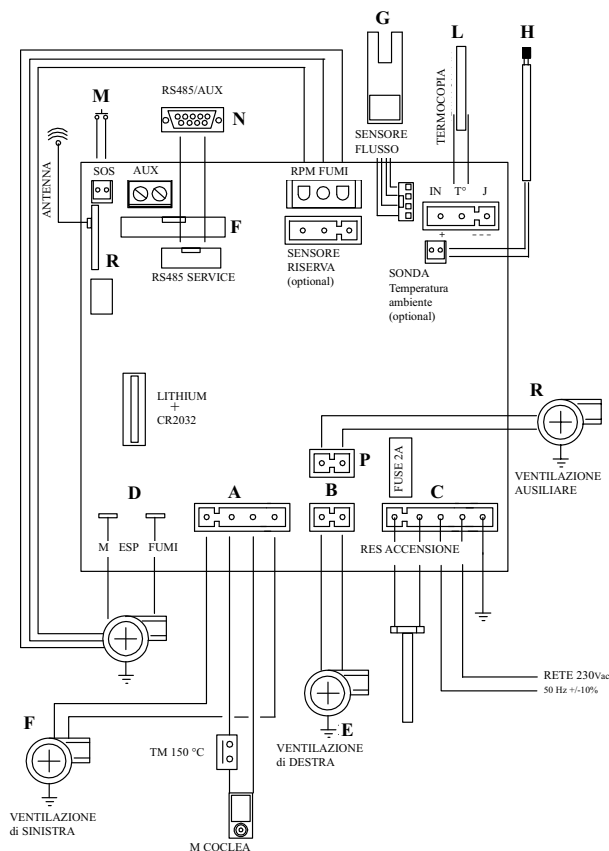 G
L
H
M
RS485/AUX
N
TERMOCOPIA
SENSORE
FLUSSO
ANTENNA
SOS
AUX
RPM FUMI
IN T° J
+ ---
F
R
RS485 SERVICE
SENSORE
RISERVA
(optional)
SONDA
Temperatura
ambiente
(optional)
LITHIUM
+
CR2032
R
VENTILAZIONE
AUSILIARE
P
FUSE 2A
D
A
B
C
M ESP FUMI
RES ACCENSIONE
RETE 230Vac
50 Hz +/-10%
F
E
VENTILAZIONE
di DESTRA
TM 150 °C
VENTILAZIONE
di SINISTRA
M COCLEA